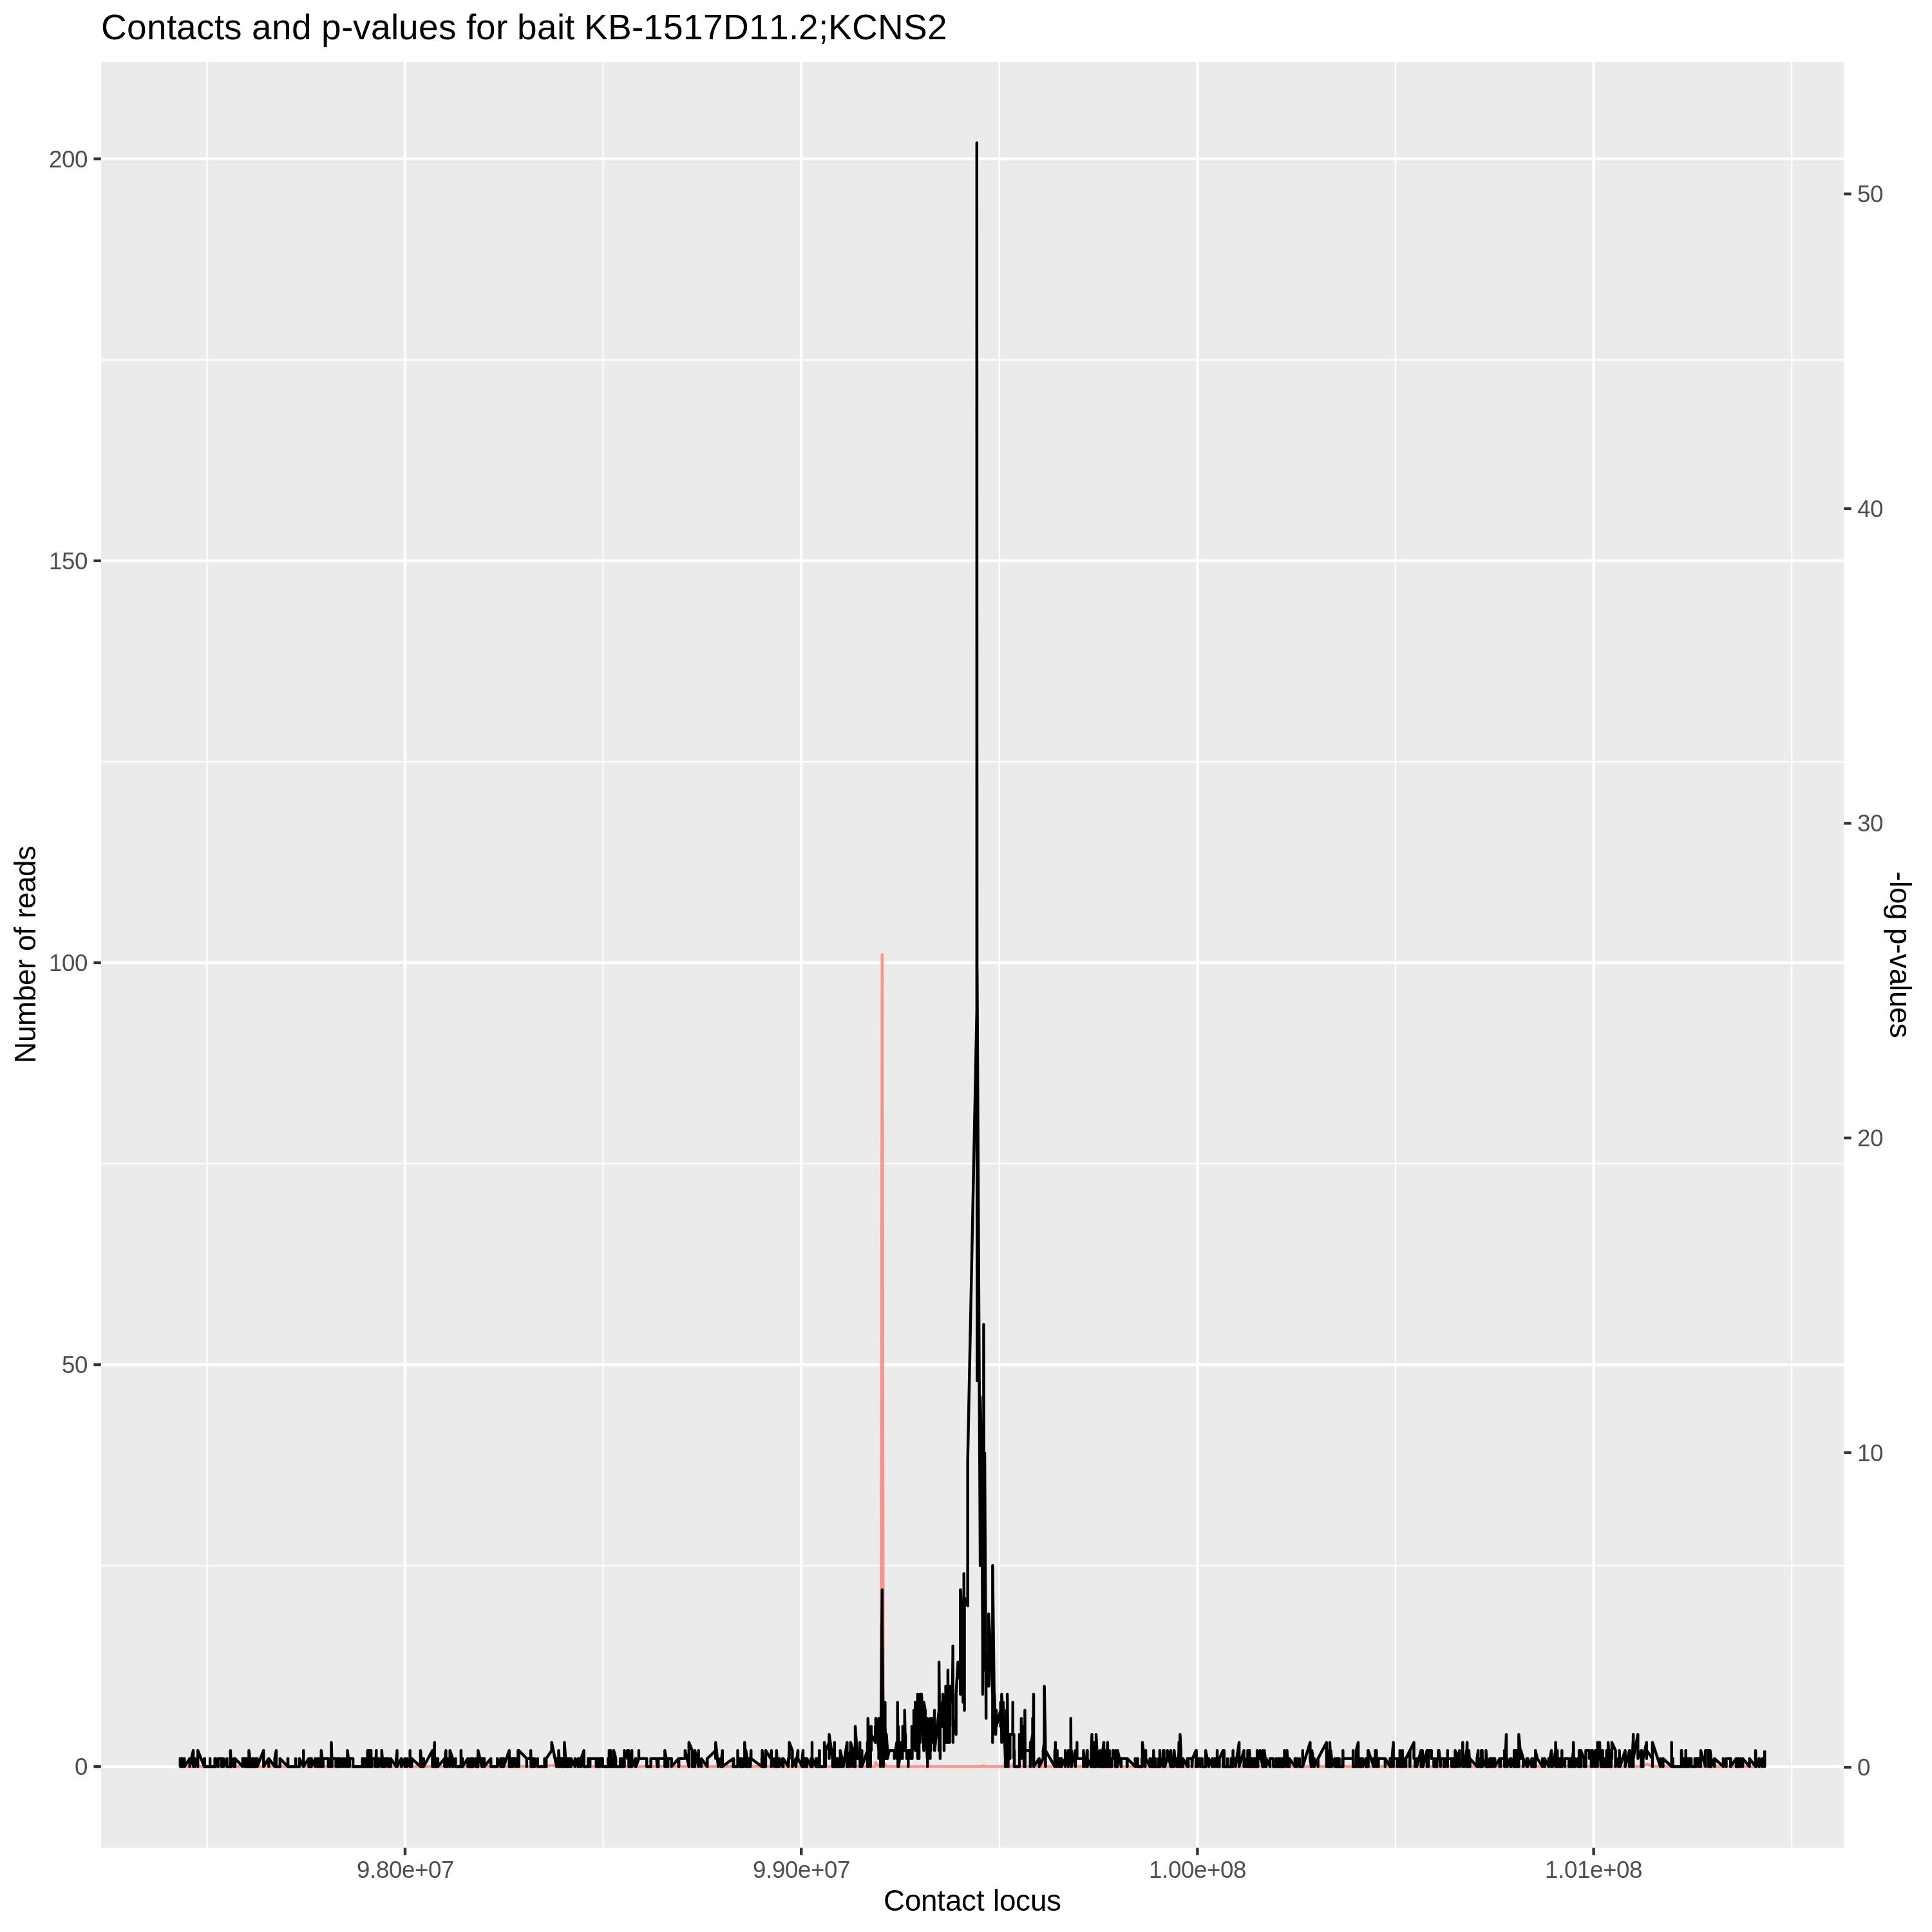 Contacts and p-values for bait KB-1517D11.2;KCNS2
200
150
100
50
0
Number of reads
50
40
30
20
10
0
-log p-values
9.80e+07
9.90e+07
1.00e+08
1.01e+08
Contact locus